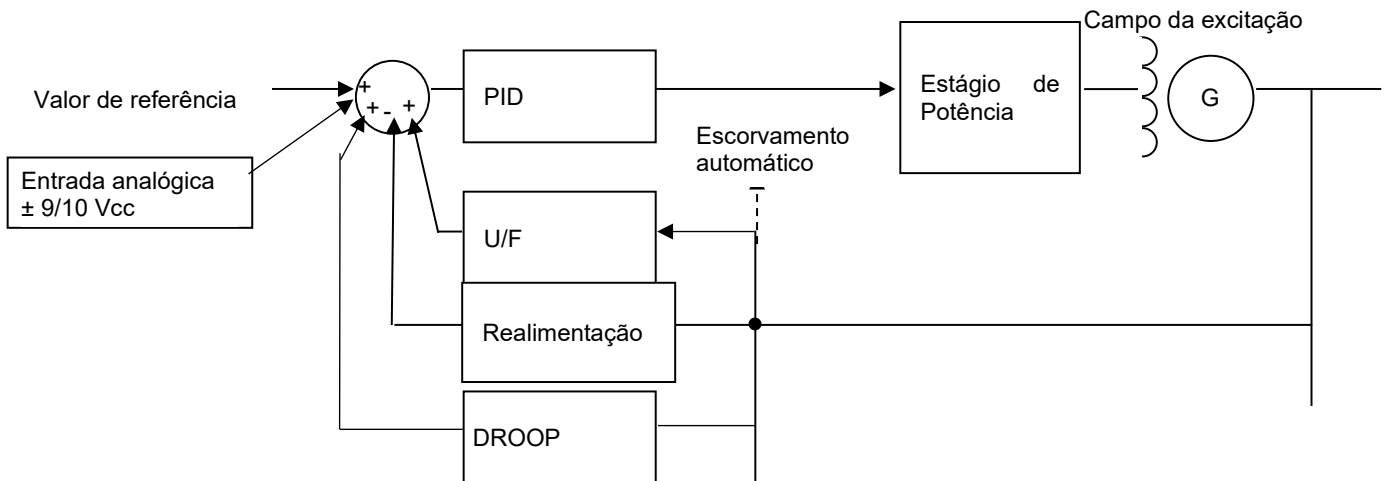 Campo da excitação
Valor de referência
+
+
-
+
PID
Estágio de
Potência
G
Escorvamento
automático
Entrada analógica
± 9/10 Vcc
U/F
Realimentação
DROOP